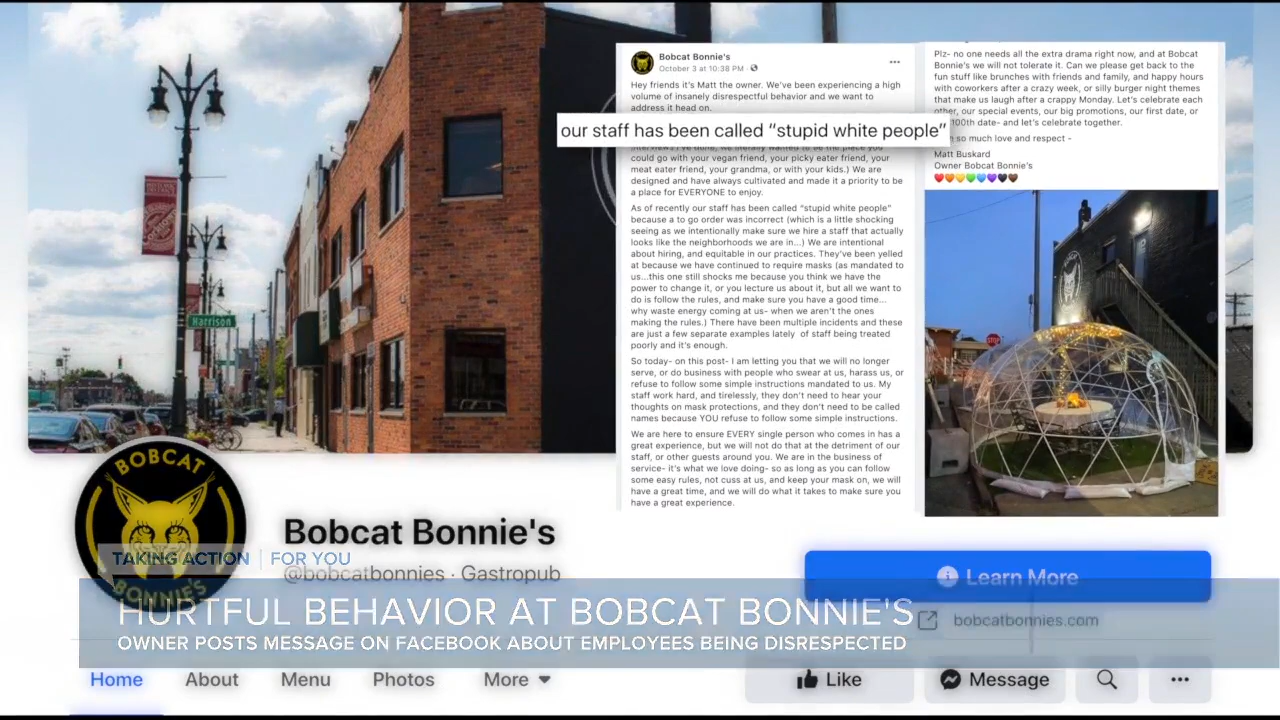 Bobcat Bonnie's
October 3 at 10:38 PM ·
Hey friends it's Matt the owner. We've been experiencing a high
volume of insanely disrespectful behavior and we want to
address it head on.
our staff has been called “stupid white people”
could go with your vegan friend, your picky eater friend, your
meat eater friend, your grandma, or with your kids.) We are
designed and have always cultivated and made it a priority to be
a place for EVERYONE to enjoy.
As of recently our staff has been called “stupid white people”
because a to go order was incorrect (which is a little shocking
seeing as we intentionally make sure we hire a staff that actually
looks like the neighborhoods we are in...) We are intentional
about hiring, and equitable in our practices. They've been yelled
at because we have continued to require masks (as mandated to
us...this one still shocks me because you think we have the
power to change it, or you lecture us about it, but all we want to
do is follow the rules, and make sure you have a good time...
why waste energy coming at us- when we aren't the ones
making the rules.) There have been multiple incidents and these
are just a few separate examples lately of staff being treated
poorly and it's enough.
So today- on this post- I am letting you that we will no longer
serve, or do business with people who swear at us, harass us, or
refuse to follow some simple instructions mandated to us. My
staff work hard, and tirelessly, they don't need to hear your
thoughts on mask protections, and they don't need to be called
names because YOU refuse to follow some simple instructions.
We are here to ensure EVERY single person who comes in has a
great experience, but we will not do that at the detriment of our
staff, or other guests around you. We are in the business of
service- it's what we love doing- so as long as you can follow
some easy rules, not cuss at us, and keep your mask on, we will
have a great time, and we will do what it takes to make sure you
have a great experience.
Plz- no one needs all the extra drama right now, and at Bobcat
Bonnie's we will not tolerate it. Can we please get back to the
fun stuff like brunches with friends and family, and happy hours
with coworkers after a crazy week, or silly burger night themes
that make us laugh after a crappy Monday. Let's celebrate each
other, our special events, our big promotions, our first date, or
100th date- and let's celebrate together.
so much love and respect -
Matt Buskard
Owner Bobcat Bonnie's
STOP
Harrison
BOBCAT
BONNIE'S
Bobcat Bonnie's
@bobcatbonnies · Gastropub
Learn More
bobcatbonnies.com
TAKING ACTION | FOR YOU
HURTFUL BEHAVIOR AT BOBCAT BONNIE'S
OWNER POSTS MESSAGE ON FACEBOOK ABOUT EMPLOYEES BEING DISRESPECTED
Home About Menu Photos More
Like Message ...